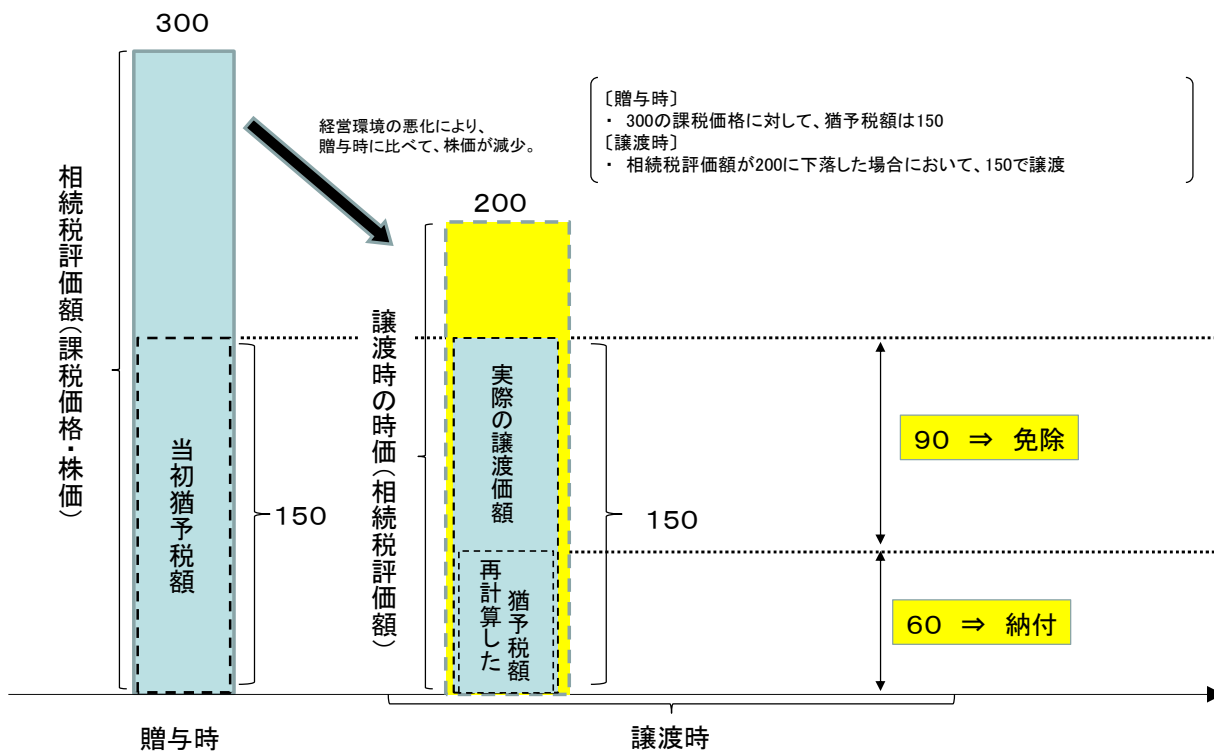 300
〔贈与時〕
・ 300の課税価格に対して、猶予税額は150
〔譲渡時〕
・ 相続税評価額が200に下落した場合において、150で譲渡
経営環境の悪化により、
贈与時に比べて、株価が減少。
相続税評価額(課税価格・株価)
200
譲渡時の時価(相続税評価額)
当初猶予税額
150
実際の譲渡価額
再計算した
猶予税額
150
90 ⇒ 免除
60 ⇒ 納付
贈与時
譲渡時